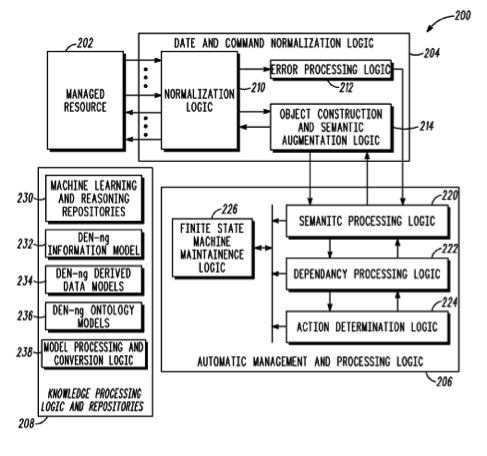 200
202
DATE AND COMMAND NORMALIZATION LOGIC
204
MANAGED
RESOURCE
NORMALIZATION
LOGIC
210
ERROR PROCESSING LOGIC
212
OBJECT CONSTRUCTION
AND SEMANTIC
AUGMENTATION LOGIC
214
230
MACHINE LEARNING
AND REASONING
REPOSITORIES
232
DEN-ng
INFORMATION MODEL
234
DEN-ng DERIVED
DATA MODELS
236
DEN-ng ONTOLOGY
MODELS
238
MODEL PROCESSING AND
CONVERSION LOGIC
KNOWLEDGE PROCESSING
LOGIC AND REPOSITORIES
208
226
FINITE STATE
MACHINE
MAINTAINENCE
LOGIC
220
SEMANITC PROCESSING LOGIC
222
DEPENDANCY PROCESSING LOGIC
224
ACTION DETERMINATION LOGIC
AUTOMATIC MANAGEMENT AND PROCESSING LOGIC
206